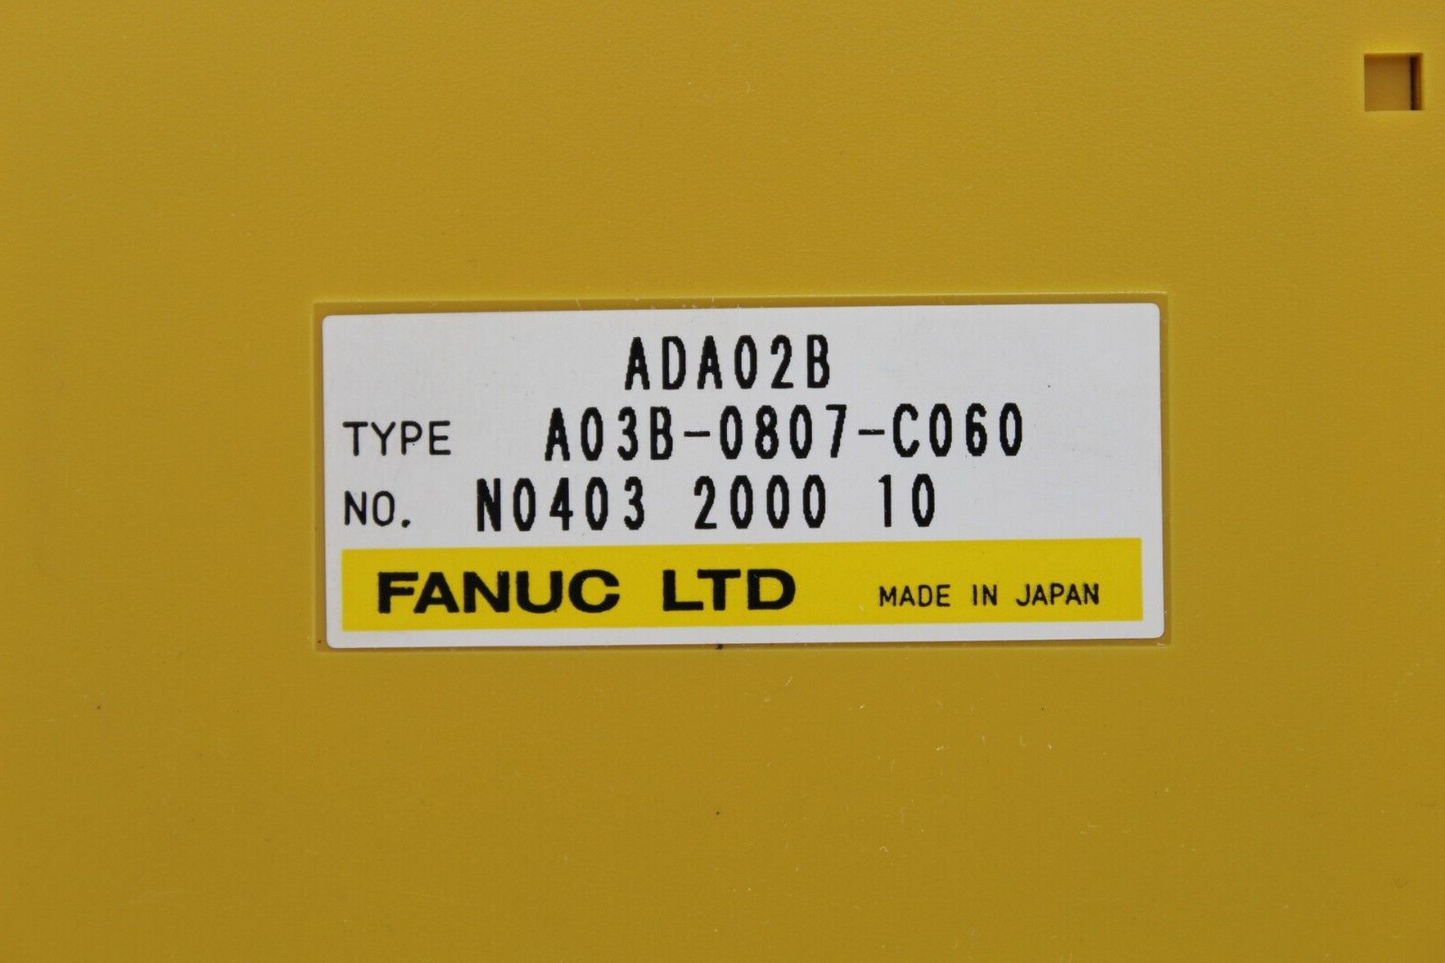 ADA02B
TYPE A03B-0807-C060
NO. N0403 2000 10
FANUC LTD MADE IN JAPAN